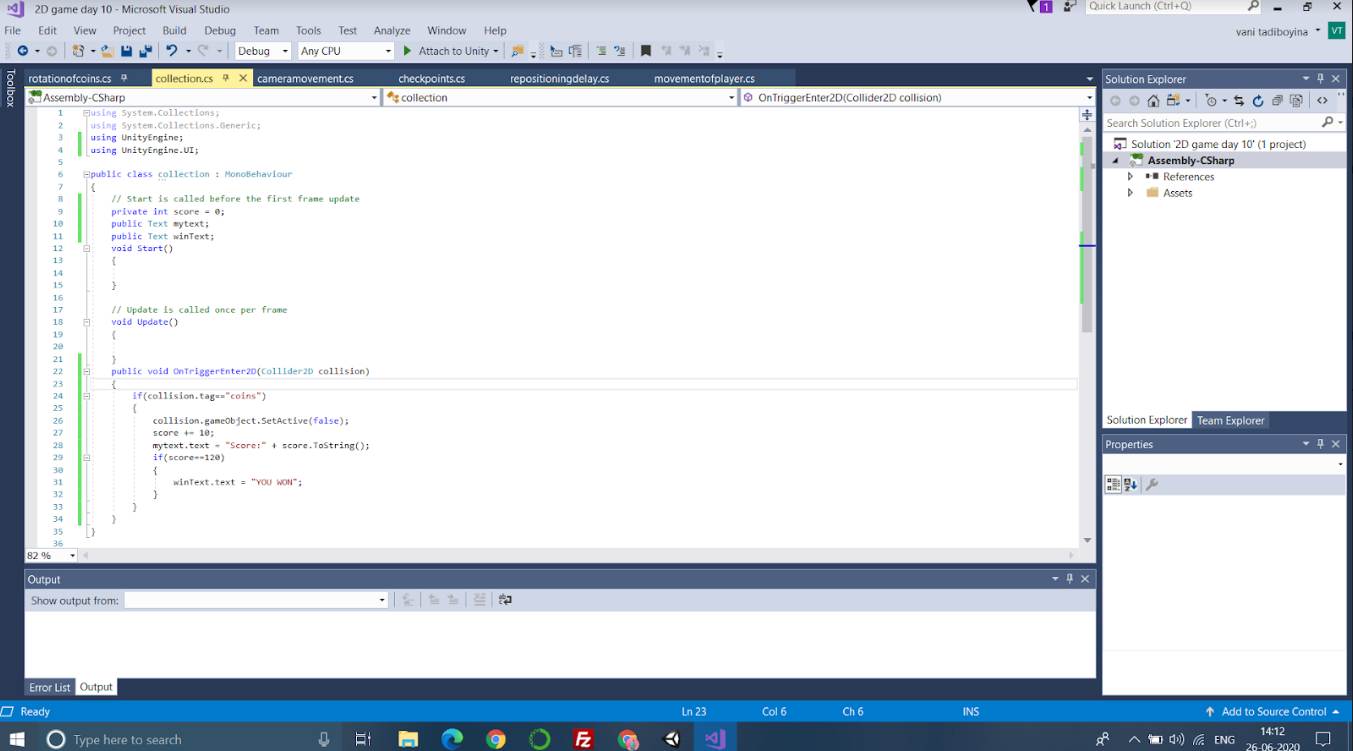 2D game day 10 - Microsoft Visual Studio
1
Quick Launch (Ctrl+Q)
File Edit View Project Build Debug Team Tools Test Analyze Window Help
vani tadiboyina
VT
Debug Any CPU Attach to Unity
Toolbox
rotationofcoins.cs collection.cs cameramovement.cs checkpoints.cs repositioningdelay.cs movementofplayer.cs
Assembly-CSharp collection OnTriggerEnter2D(Collider2D collision)
1 using System.Collections;
2 using System.Collections.Generic;
3 using UnityEngine;
4 using UnityEngine.UI;
5
6 public class collection : MonoBehaviour
7 {
8 // Start is called before the first frame update
9 private int score = 0;
10 public Text mytext;
11 public Text winText;
12 void Start()
13 {
14
15 }
16
17 // Update is called once per frame
18 void Update()
19 {
20
21 }
22 public void OnTriggerEnter2D(Collider2D collision)
23 {
24 if(collision.tag=="coins")
25 {
26 collision.gameObject.SetActive(false);
27 score += 10;
28 mytext.text = "Score:" + score.ToString();
29 if(score==120)
30 {
31 winText.text = "YOU WON";
32 }
33 }
34 }
35 }
36
82 %
Output
Show output from:
Error List Output
Solution Explorer
Search Solution Explorer (Ctrl+;)
Solution '2D game day 10' (1 project)
Assembly-CSharp
References
Assets
Solution Explorer Team Explorer
Properties
Ready Ln 23 Col 6 Ch 6 INS Add to Source Control
Type here to search
ENG
14:12
26-06-2020